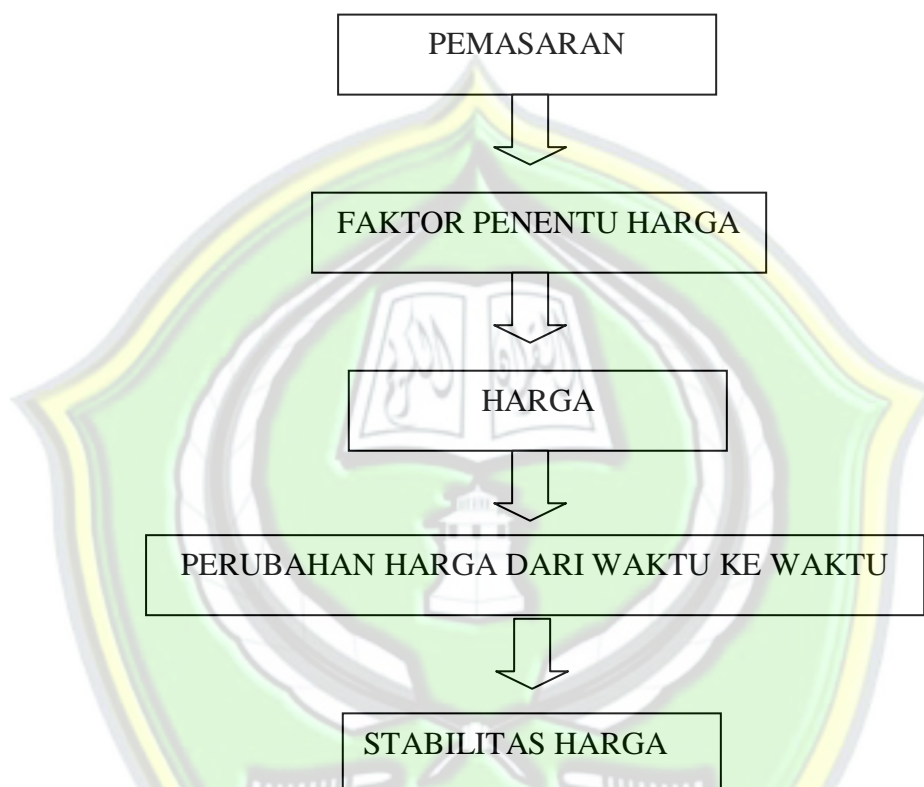 PEMASARAN
FAKTOR PENENTU HARGA
HARGA
PERUBAHAN HARGA DARI WAKTU KE WAKTU
STABILITAS HARGA